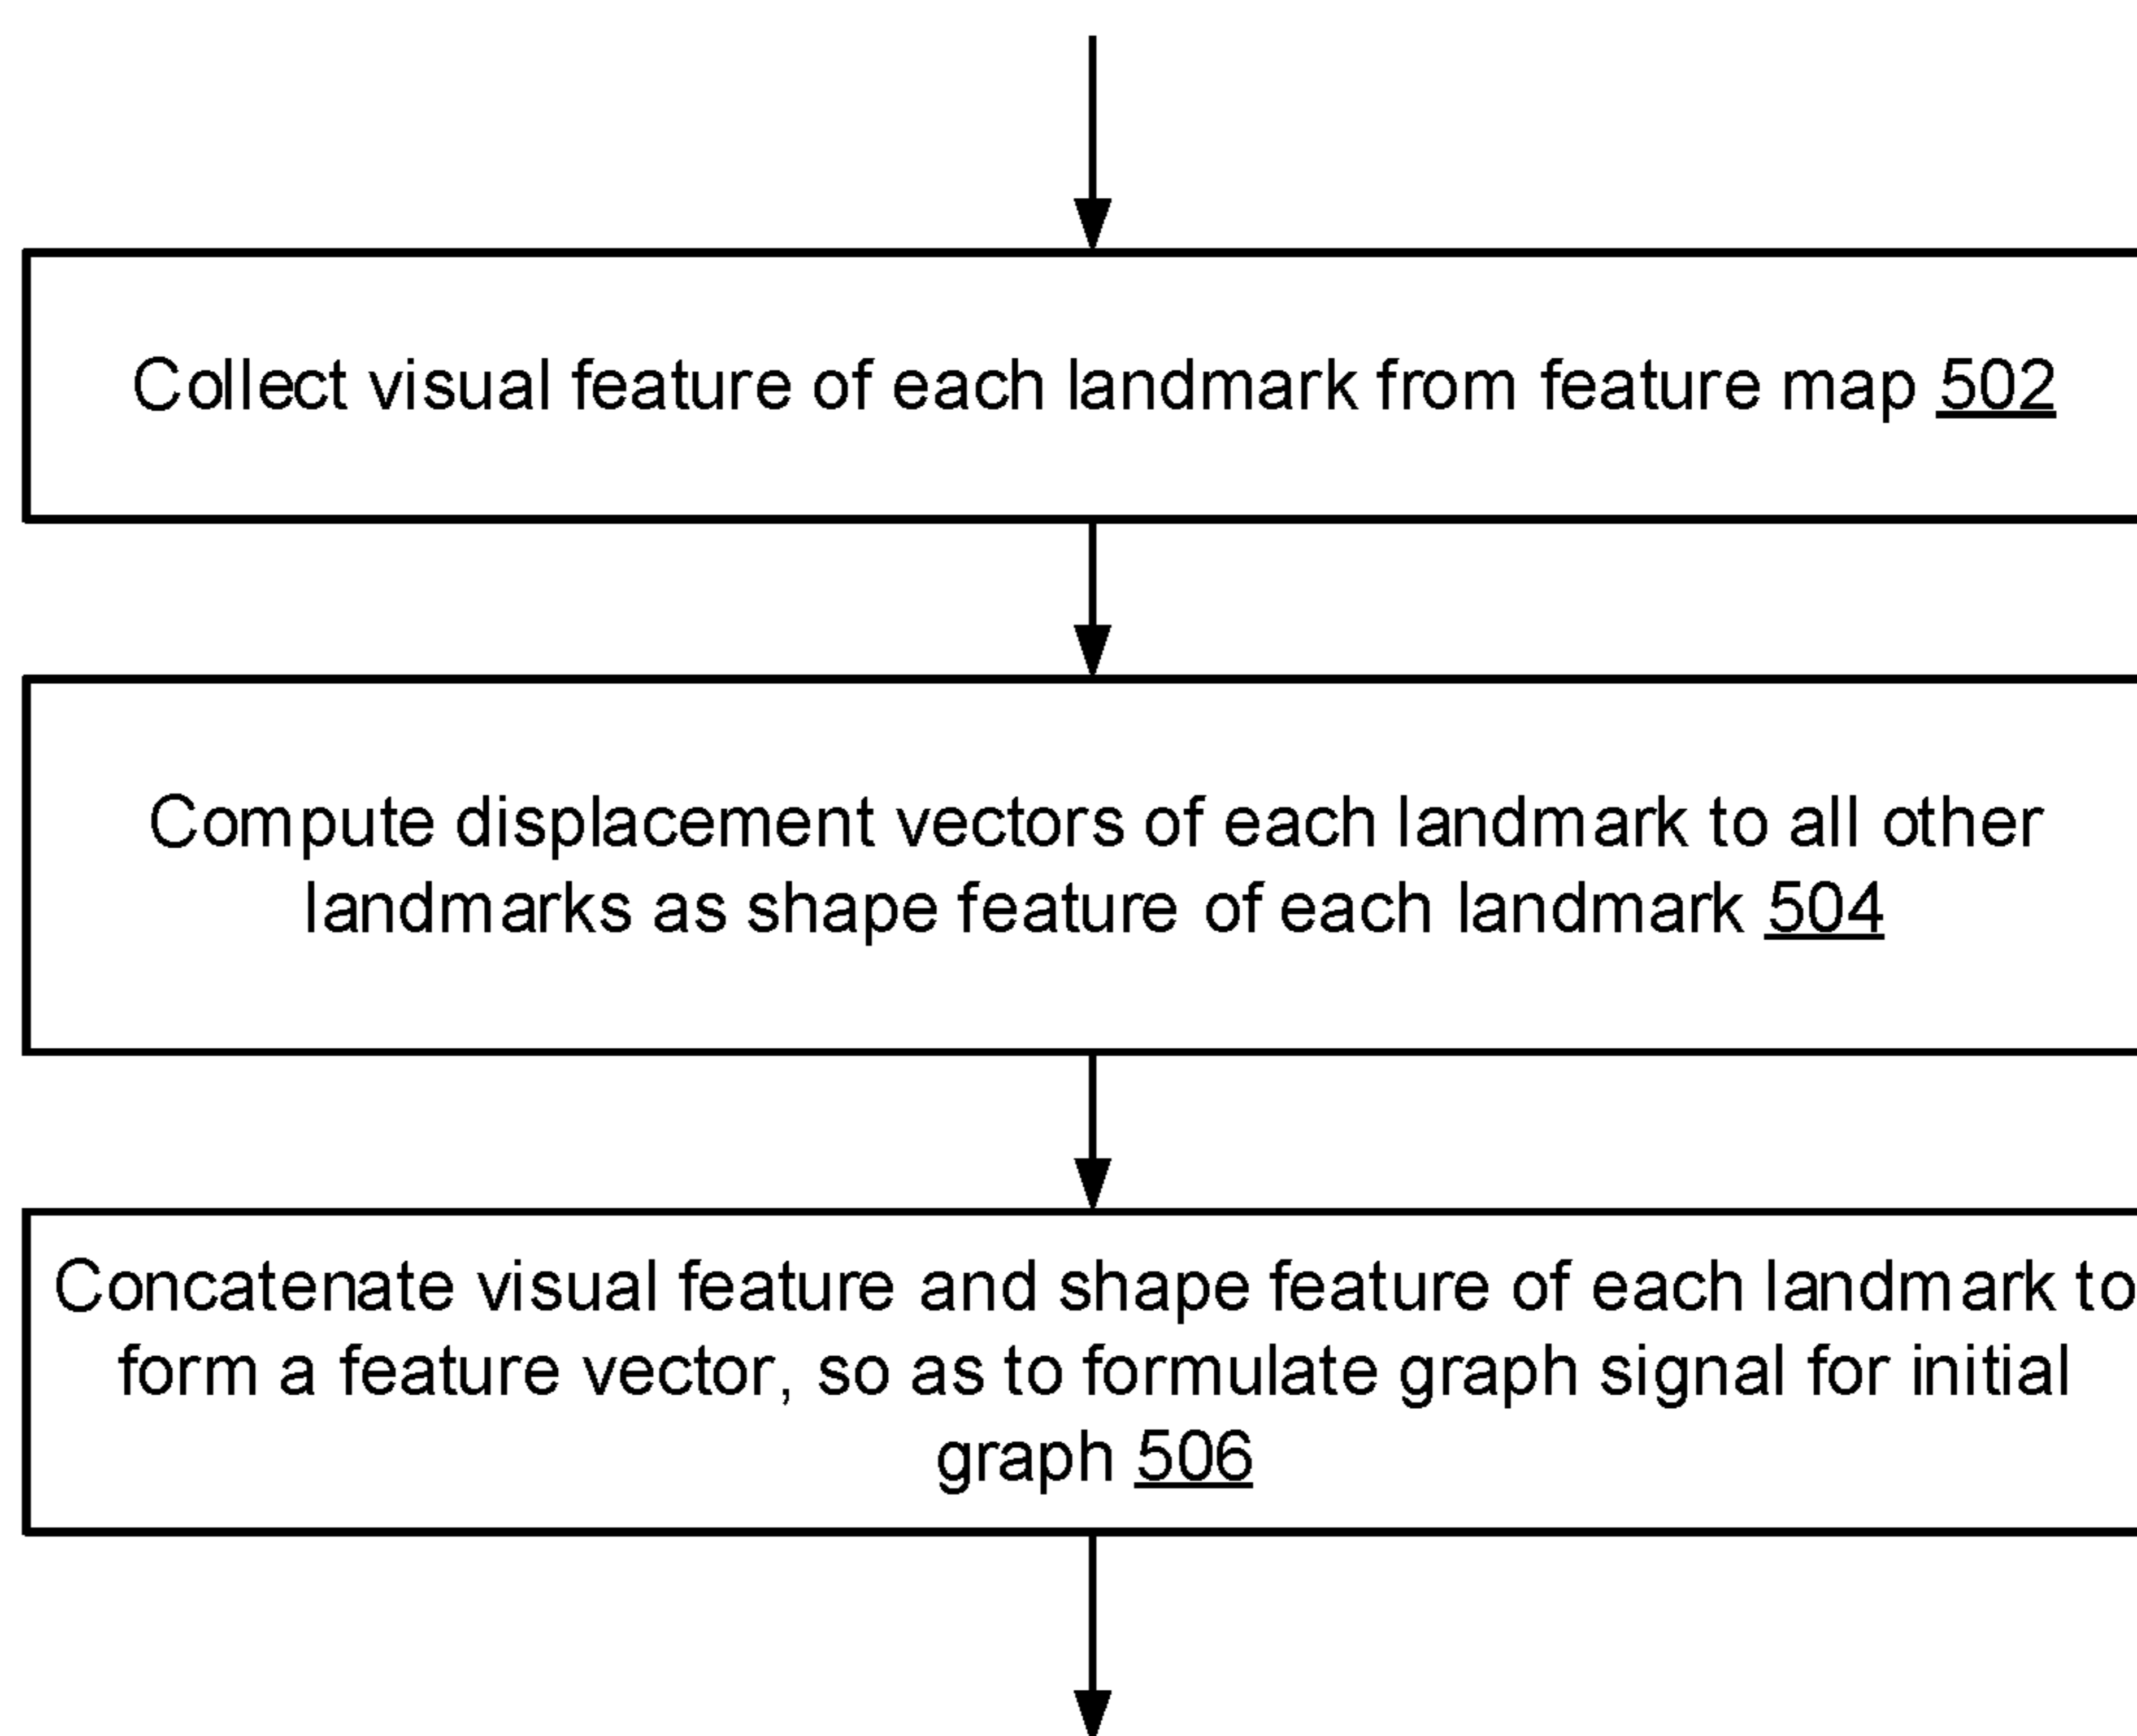 Collect visual feature of each landmark from feature map 502
Compute displacement vectors of each landmark to all other
landmarks as shape feature of each landmark 504
Concatenate visual feature and shape feature of each landmark to
form a feature vector, so as to formulate graph signal for initial
graph 506